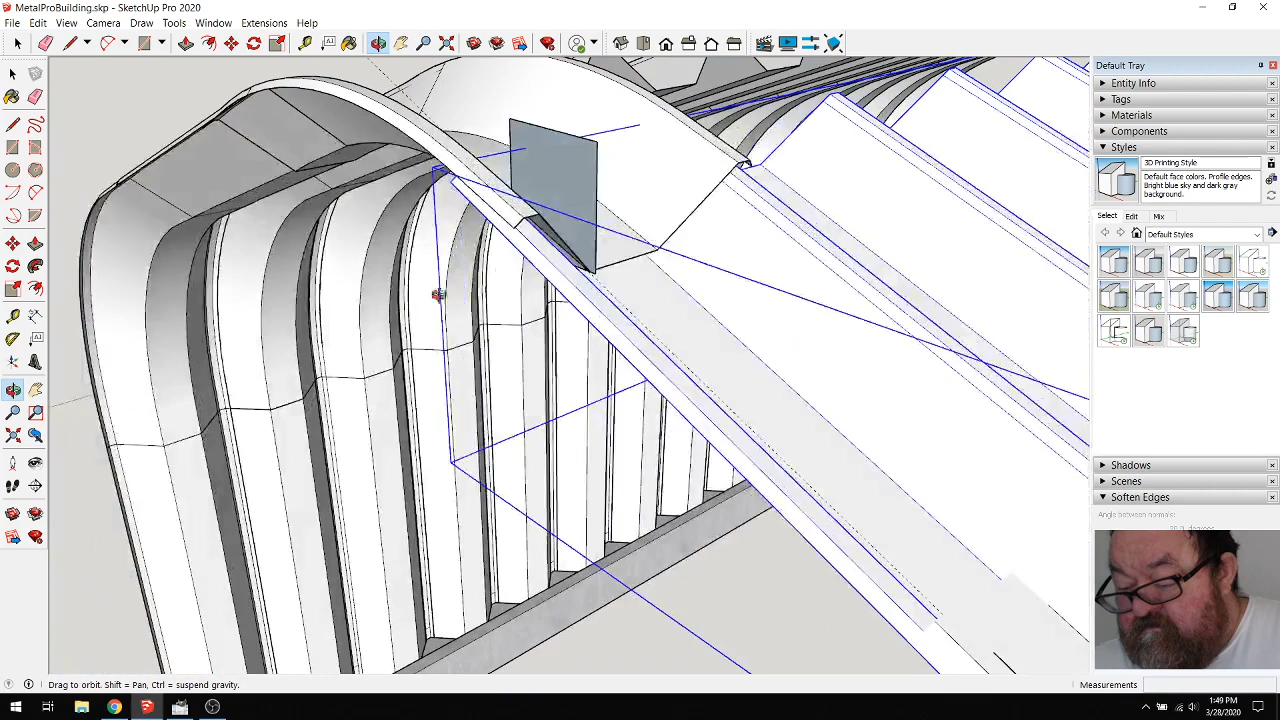 MetalProBuilding.skp - SketchUp Pro 2020
File Edit View Camera Draw Tools Window Extensions Help
Default Tray
Entity Info
Tags
Materials
Components
Styles
3D Printing Style
Default face colors. Profile edges. Bright blue sky and dark gray background.
Select Edit Mix
Default Styles
Shadows
Scenes
Soften Edges
Angle between normals:
Drag to orbit. Shift = Pan, Ctrl = suspend gravity.
Measurements
1:49 PM
3/28/2020